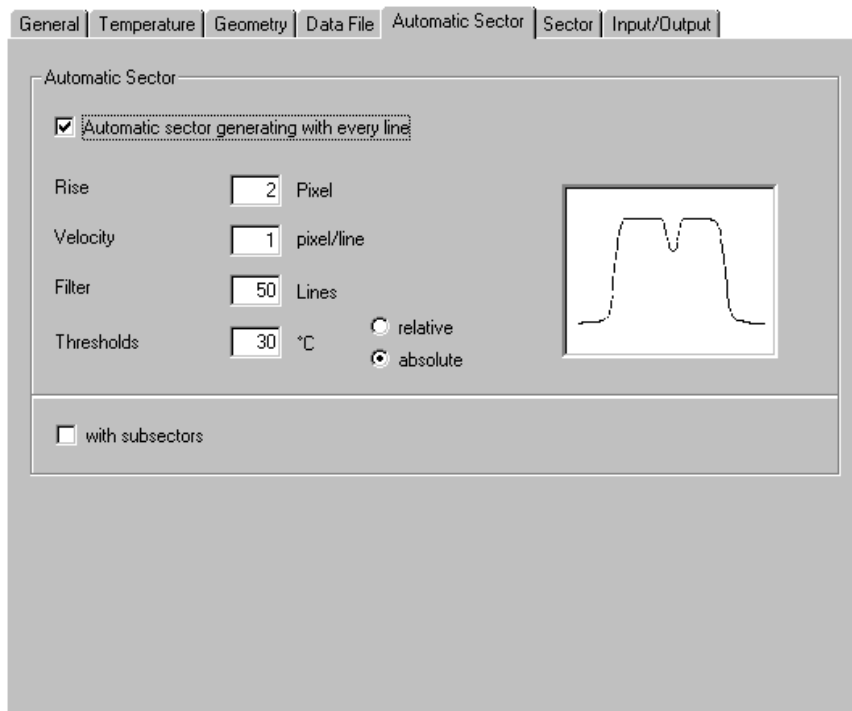 General Temperature Geometry Data File Automatic Sector Sector Input/Output
Automatic Sector
Automatic sector generating with every line
Rise 2 Pixel
Velocity 1 pixel/line
Filter 50 Lines
Thresholds 30 °C
relative
absolute
with subsectors